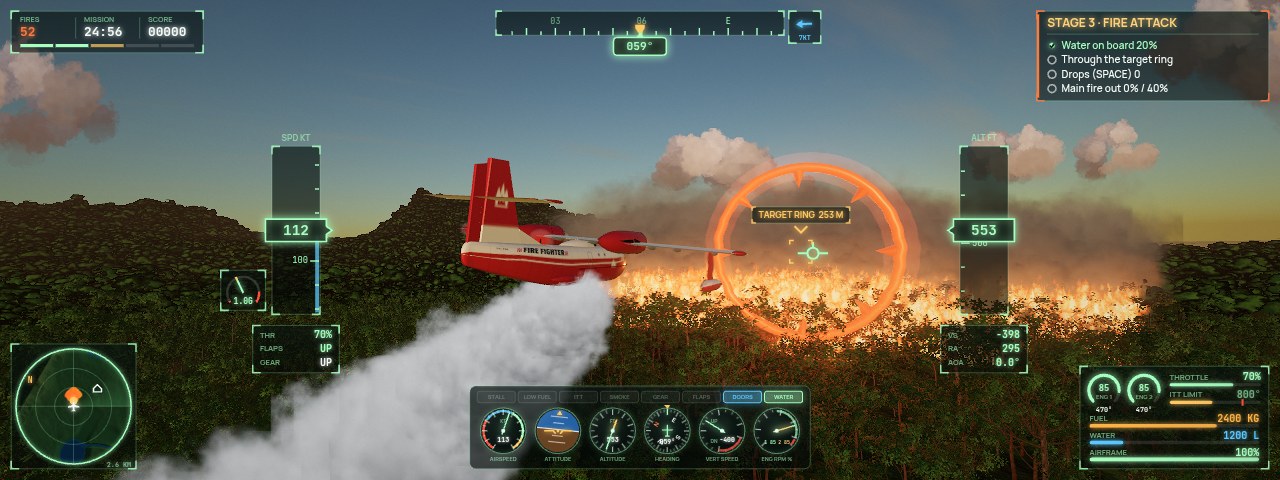 FIRES MISSION SCORE
52 24:56 00000
03 06 E
059°
7KT
STAGE 3 · FIRE ATTACK
Water on board 20%
Through the target ring
Drops (SPACE) 0
Main fire out 0% / 40%
SPD KT
112
100
1.0G
THR 70%
FLAPS UP
GEAR UP
ALT FT
553
500
VS -398
RA 295
AOA 0.0°
TARGET RING 253 M
FIRE FIGHTER
N
2.6 KM
STALL LOW FUEL ITT SMOKE GEAR FLAPS DOORS WATER
113 553 059° DN -400
AIRSPEED ATTITUDE ALTITUDE HEADING VERT SPEED ENG RPM %
85 85
ENG 1 ENG 2
470° 470°
THROTTLE 70%
ITT LIMIT 800°
FUEL 2400 KG
WATER 1200 L
AIRFRAME 100%